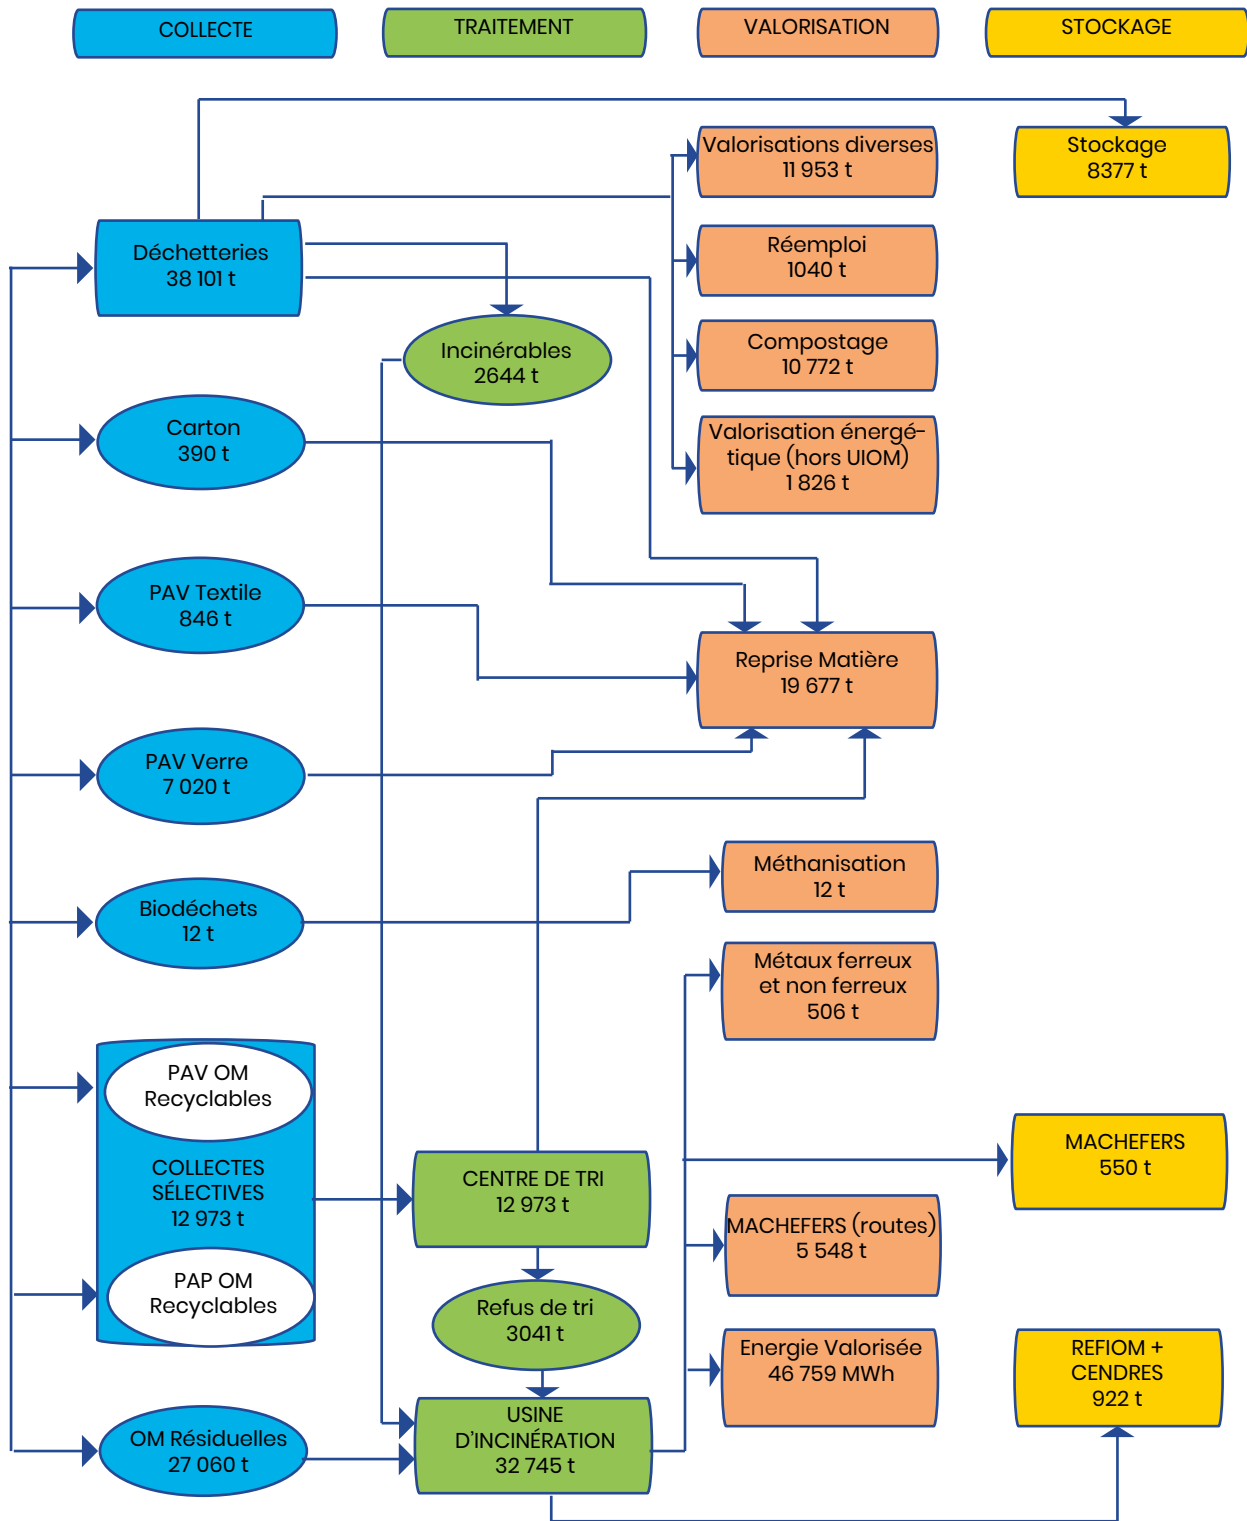 COLLECTE
TRAITEMENT
VALORISATION
STOCKAGE
Valorisations diverses
11 953 t
Stockage
8377 t
Déchetteries
38 101 t
Réemploi
1040 t
Incinérables
2644 t
Compostage
10 772 t
Carton
390 t
Valorisation énergé-
tique (hors UIOM)
1 826 t
PAV Textile
846 t
Reprise Matière
19 677 t
PAV Verre
7 020 t
Méthanisation
12 t
Biodéchets
12 t
Métaux ferreux
et non ferreux
506 t
PAV OM
Recyclables
COLLECTES
SÉLECTIVES
12 973 t
PAP OM
Recyclables
CENTRE DE TRI
12 973 t
MACHEFERS
550 t
MACHEFERS (routes)
5 548 t
Refus de tri
3041 t
Energie Valorisée
46 759 MWh
REFIOM +
CENDRES
922 t
OM Résiduelles
27 060 t
USINE
D'INCINÉRATION
32 745 t